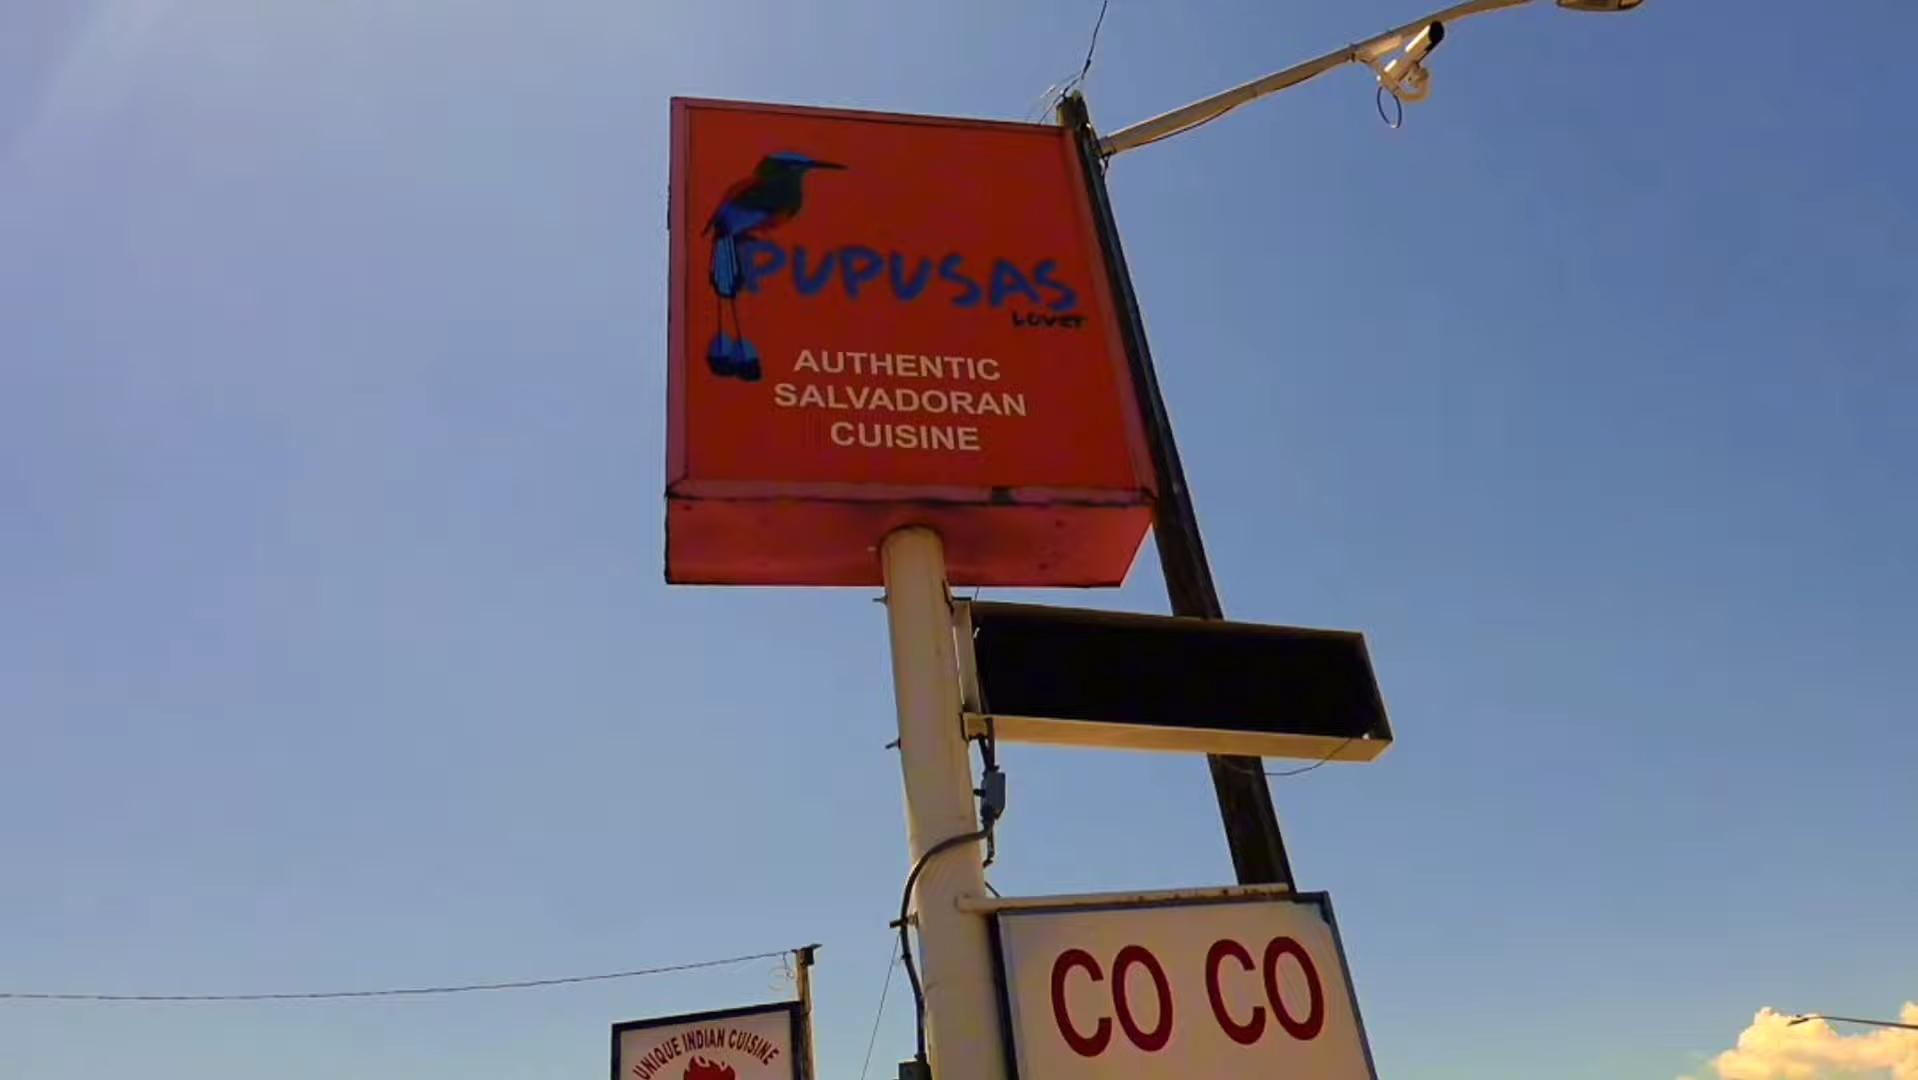 PUPUSAS
Lover
AUTHENTIC
SALVADORAN
CUISINE
CO CO
UNIQUE INDIAN CUISINE